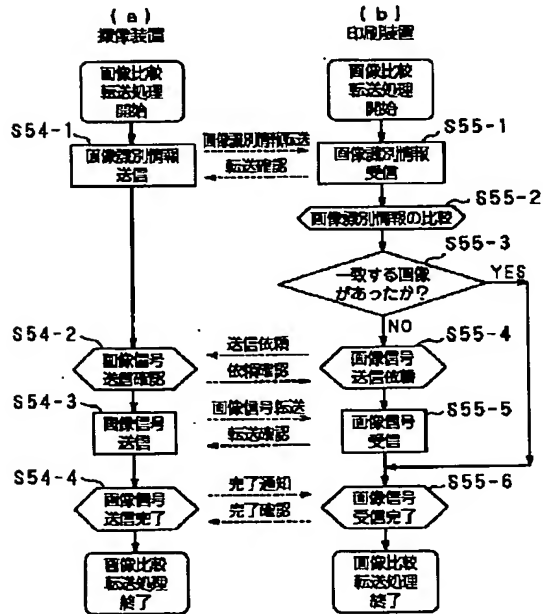 (a)
撮像装置
(b)
印刷装置
画像比較
転送処理
開始
画像比較
転送処理
開始
S54-1
画像識別情報
送信
画像識別情報転送
転送確認
S55-1
画像識別情報
受信
S55-2
画像識別情報の比較
S55-3
一致する画像
があったか?
YES
NO
S54-2
画像信号
送信確認
送信依頼
依頼確認
S55-4
画像信号
送信依頼
S54-3
画像信号
送信
画像信号転送
転送確認
S55-5
画像信号
受信
S54-4
画像信号
送信完了
完了通知
完了確認
S55-6
画像信号
受信完了
画像比較
転送処理
終了
画像比較
転送処理
終了